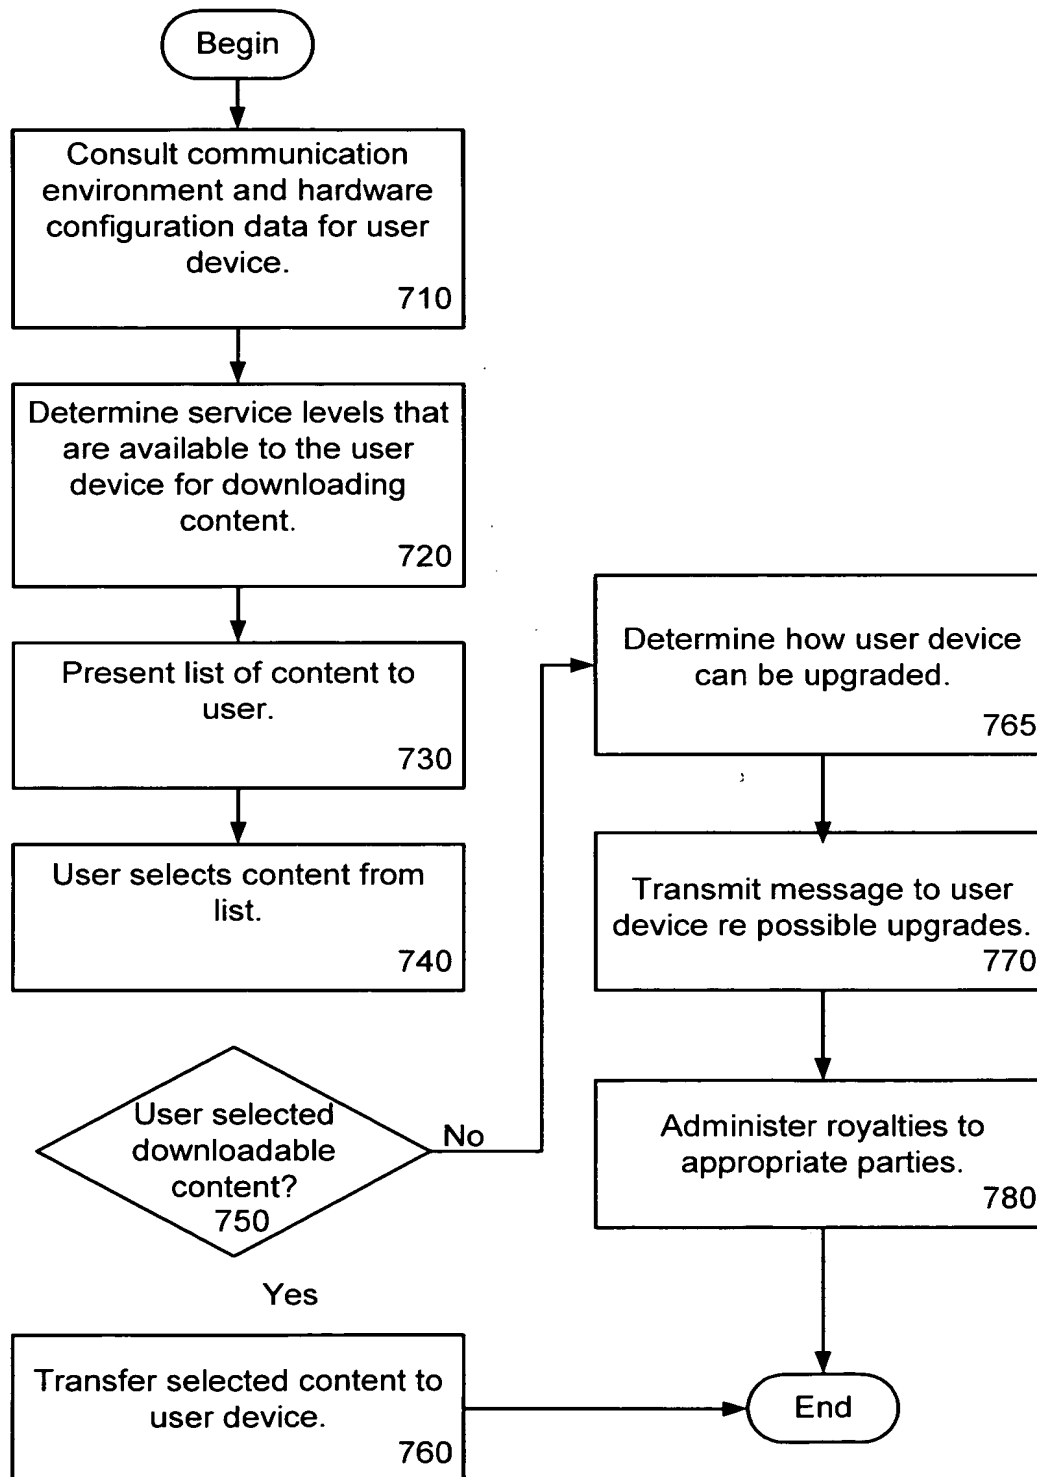 Begin
Consult communication
environment and hardware
configuration data for user
device.
710
Determine service levels that
are available to the user
device for downloading
content.
720
Present list of content to
user.
730
User selects content from
list.
740
User selected
downloadable
content?
750
No
Yes
Transfer selected content to
user device.
760
Determine how user device
can be upgraded.
765
Transmit message to user
device re possible upgrades.
770
Administer royalties to
appropriate parties.
780
End